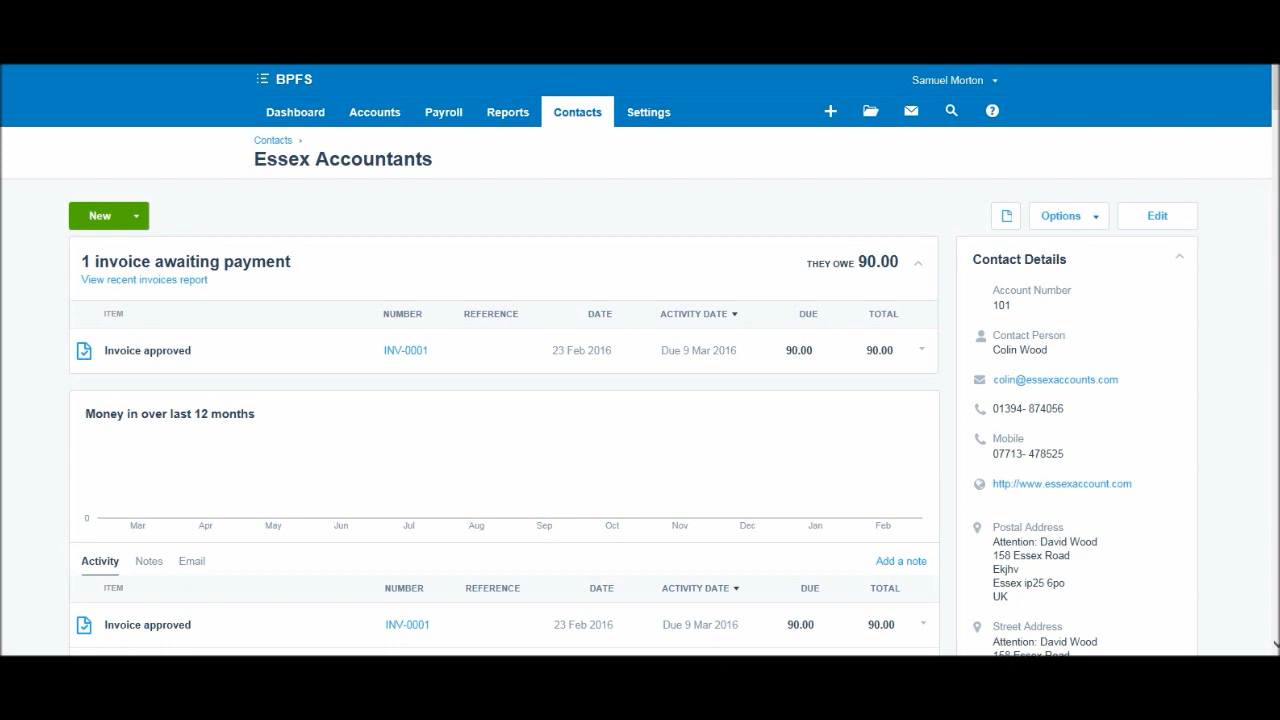 BPFS
Samuel Morton
Dashboard Accounts Payroll Reports Contacts Settings
Contacts ›
Essex Accountants
New
Options
Edit
1 invoice awaiting payment
THEY OWE 90.00
View recent invoices report
ITEM NUMBER REFERENCE DATE ACTIVITY DATE DUE TOTAL
Invoice approved INV-0001 23 Feb 2016 Due 9 Mar 2016 90.00 90.00
Money in over last 12 months
0
Mar Apr May Jun Jul Aug Sep Oct Nov Dec Jan Feb
Activity Notes Email Add a note
ITEM NUMBER REFERENCE DATE ACTIVITY DATE DUE TOTAL
Invoice approved INV-0001 23 Feb 2016 Due 9 Mar 2016 90.00 90.00
Contact Details
Account Number
101
Contact Person
Colin Wood
colin@essexaccounts.com
01394- 874056
Mobile
07713- 478525
http://www.essexaccount.com
Postal Address
Attention: David Wood
158 Essex Road
Ekjhv
Essex ip25 6po
UK
Street Address
Attention: David Wood
158 Essex Road